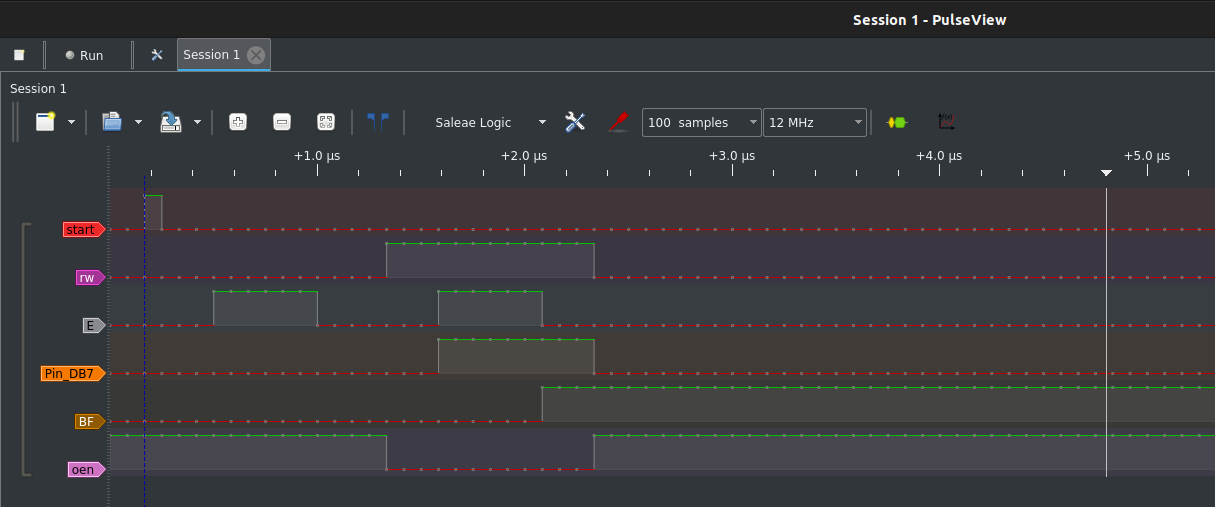 Session 1 - PulseView
Run
Session 1
Session 1
Saleae Logic
100 samples
12 MHz
+1.0 µs +2.0 µs +3.0 µs +4.0 µs +5.0 µs
start
rw
E
Pin_DB7
BF
oen